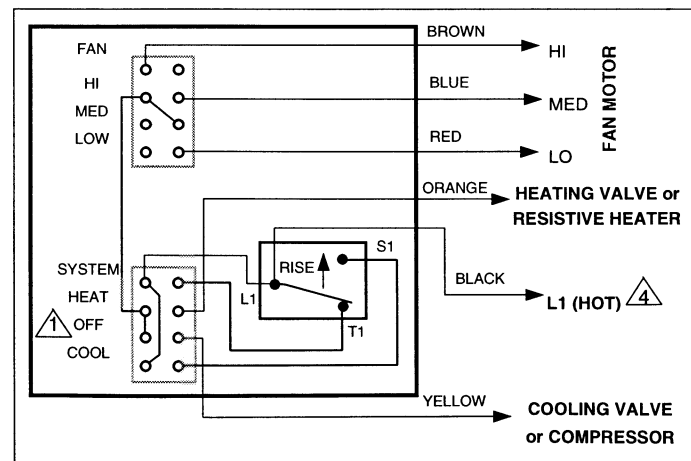 BROWN
FAN
HI
HI
BLUE
MED
MED
FAN MOTOR
LOW
RED
LO
ORANGE
HEATING VALVE or
RESISTIVE HEATER
S1
SYSTEM
RISE
BLACK
HEAT
L1
L1 (HOT)
4
1
OFF
T1
COOL
YELLOW
COOLING VALVE
or COMPRESSOR